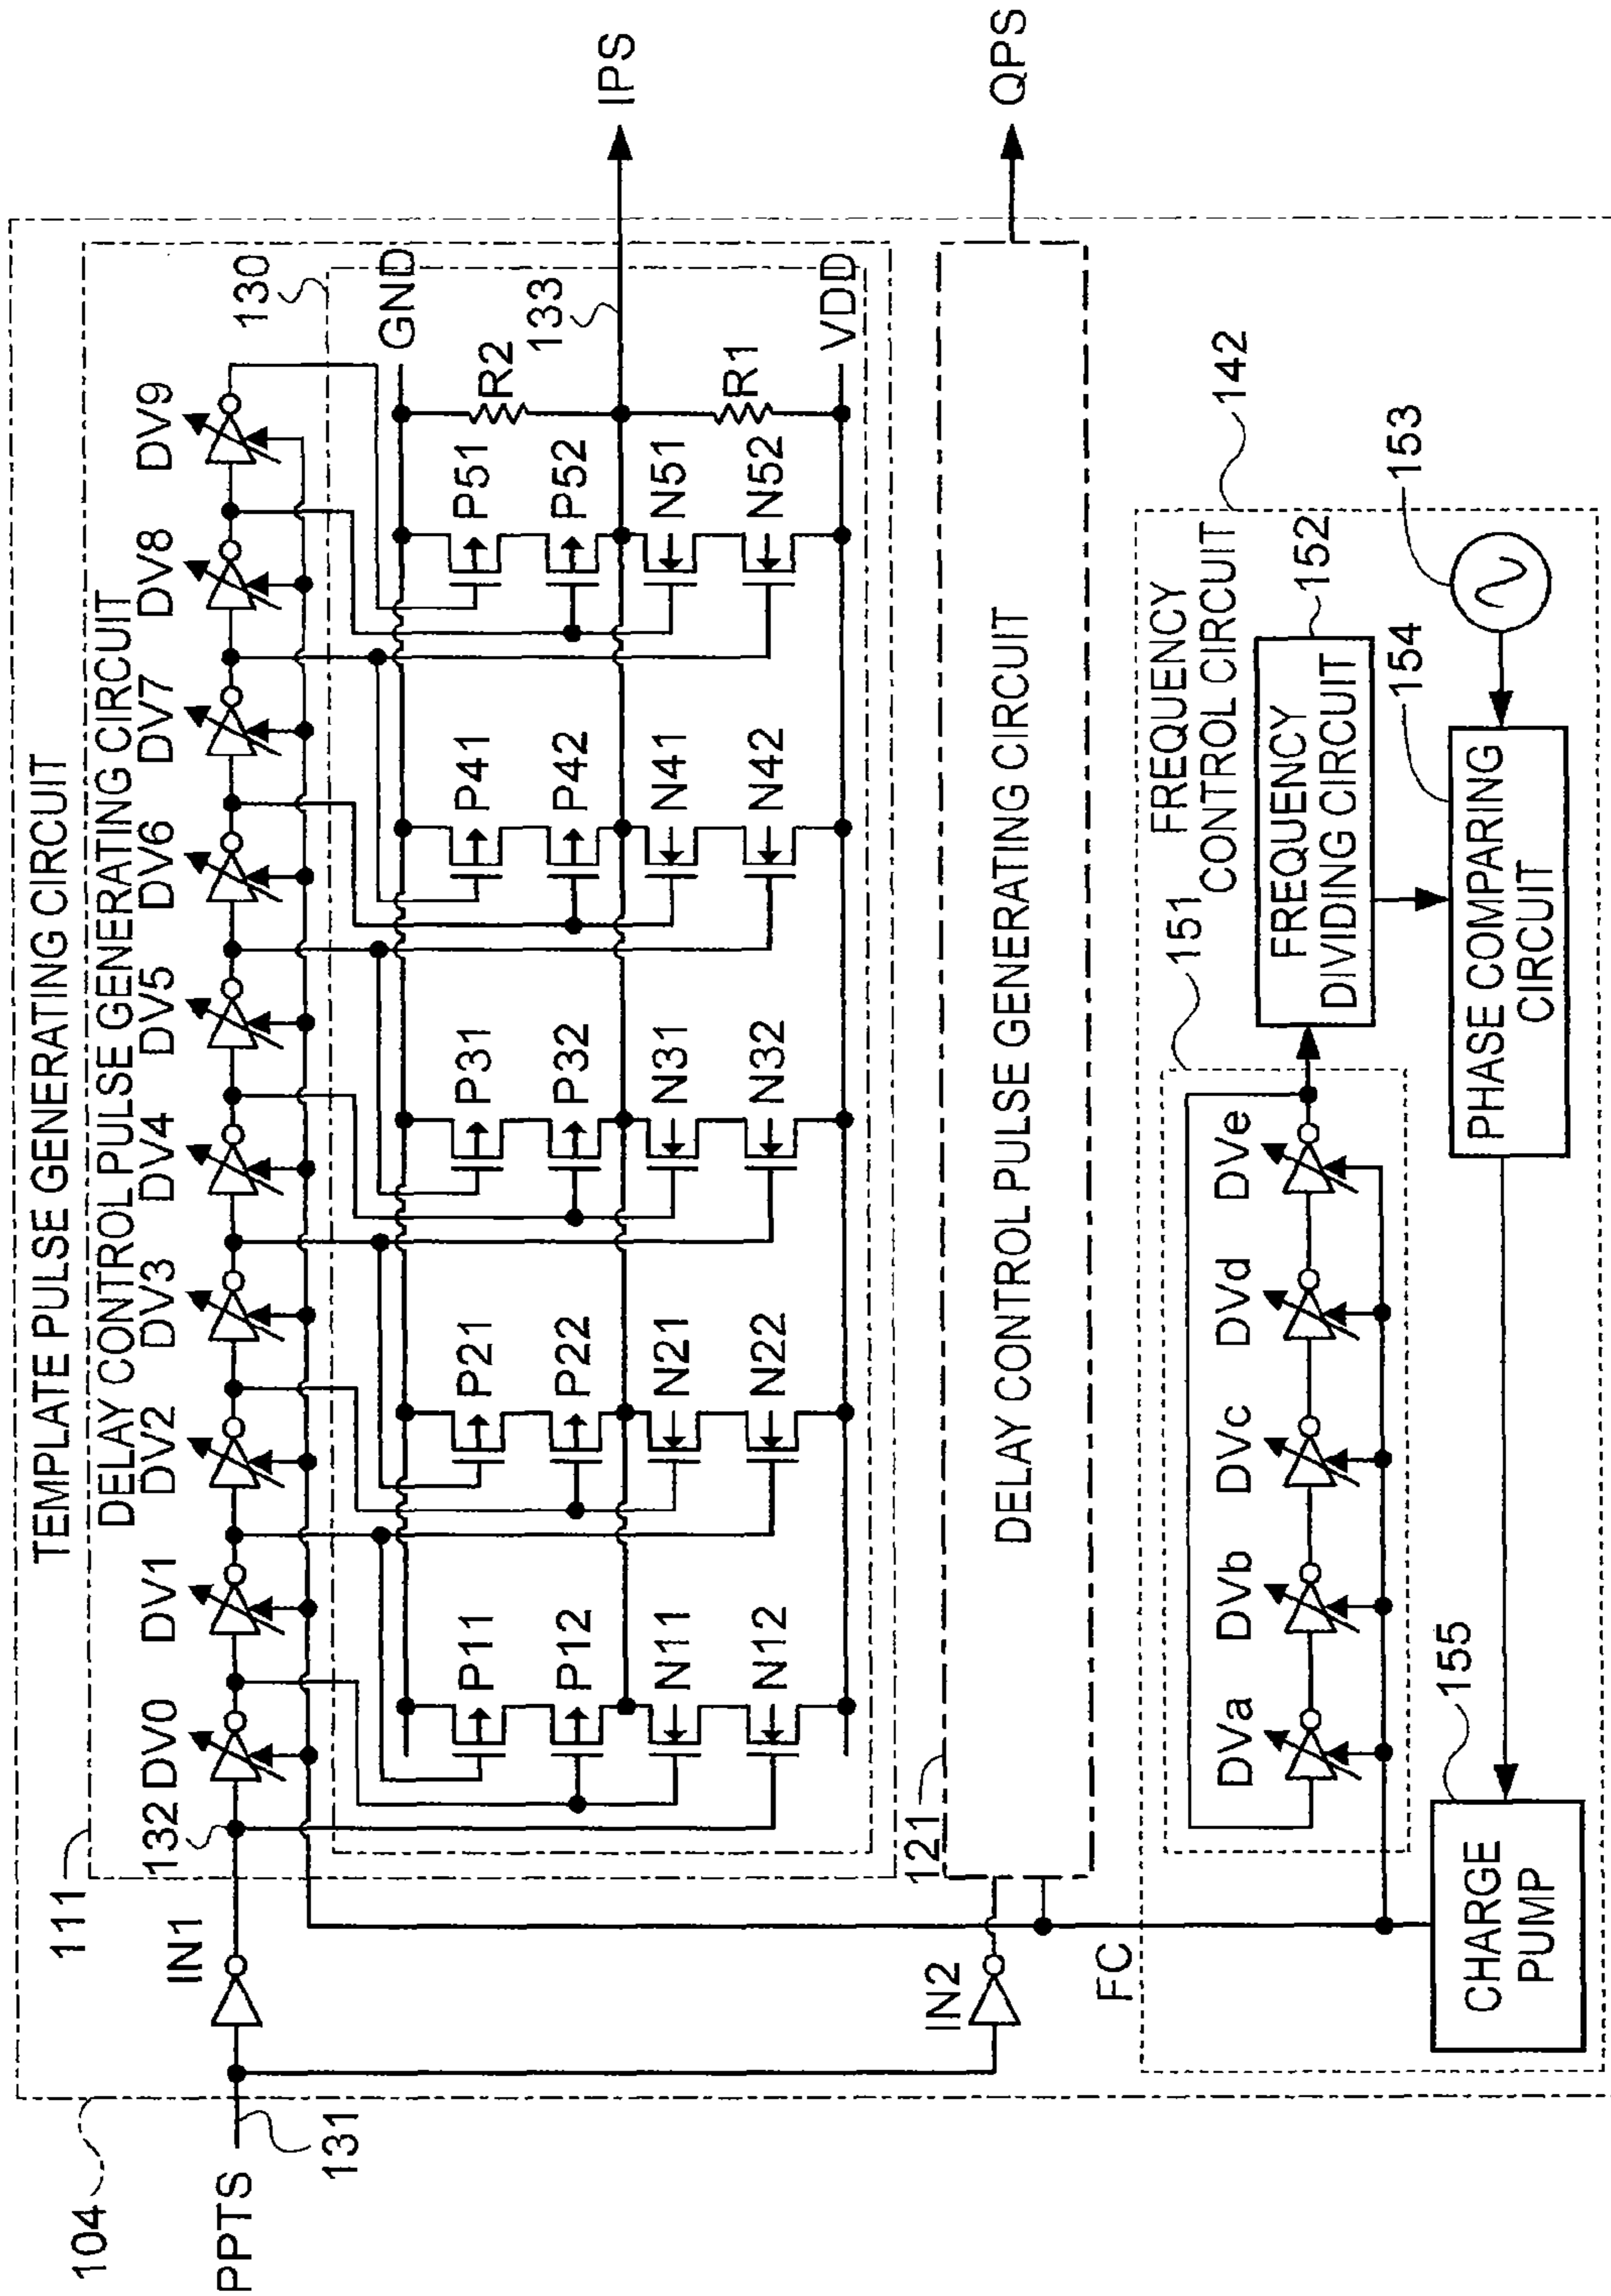 TEMPLATE PULSE GENERATING CIRCUIT
104
111
DELAY CONTROL PULSE GENERATING CIRCUIT
PPTS
131
IN1
132
DV0
DV1
DV2
DV3
DV4
DV5
DV6
DV7
DV8
DV9
130
GND
P11
P21
P31
P41
P51
R2
P12
P22
P32
P42
P52
133
IPS
N11
N21
N31
N41
N51
R1
N12
N22
N32
N42
N52
VDD
121
IN2
DELAY CONTROL PULSE GENERATING CIRCUIT
QPS
FC
FREQUENCY
CONTROL CIRCUIT
142
151
DVa
DVb
DVc
DVd
DVe
FREQUENCY
DIVIDING CIRCUIT
152
153
154
155
CHARGE
PUMP
PHASE COMPARING
CIRCUIT